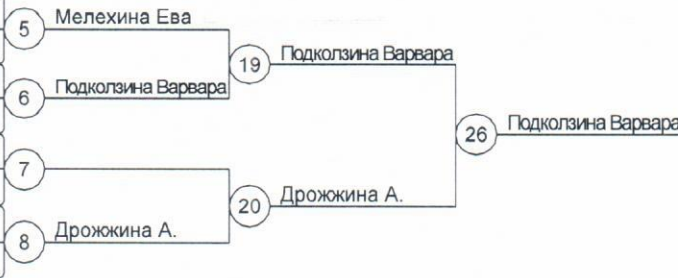 5 Мелехина Ева
19 Подколзина Варвара
6 Подколзина Варвара
26 Подколзина Варвара
7
20 Дрожжина А.
8 Дрожжина А.